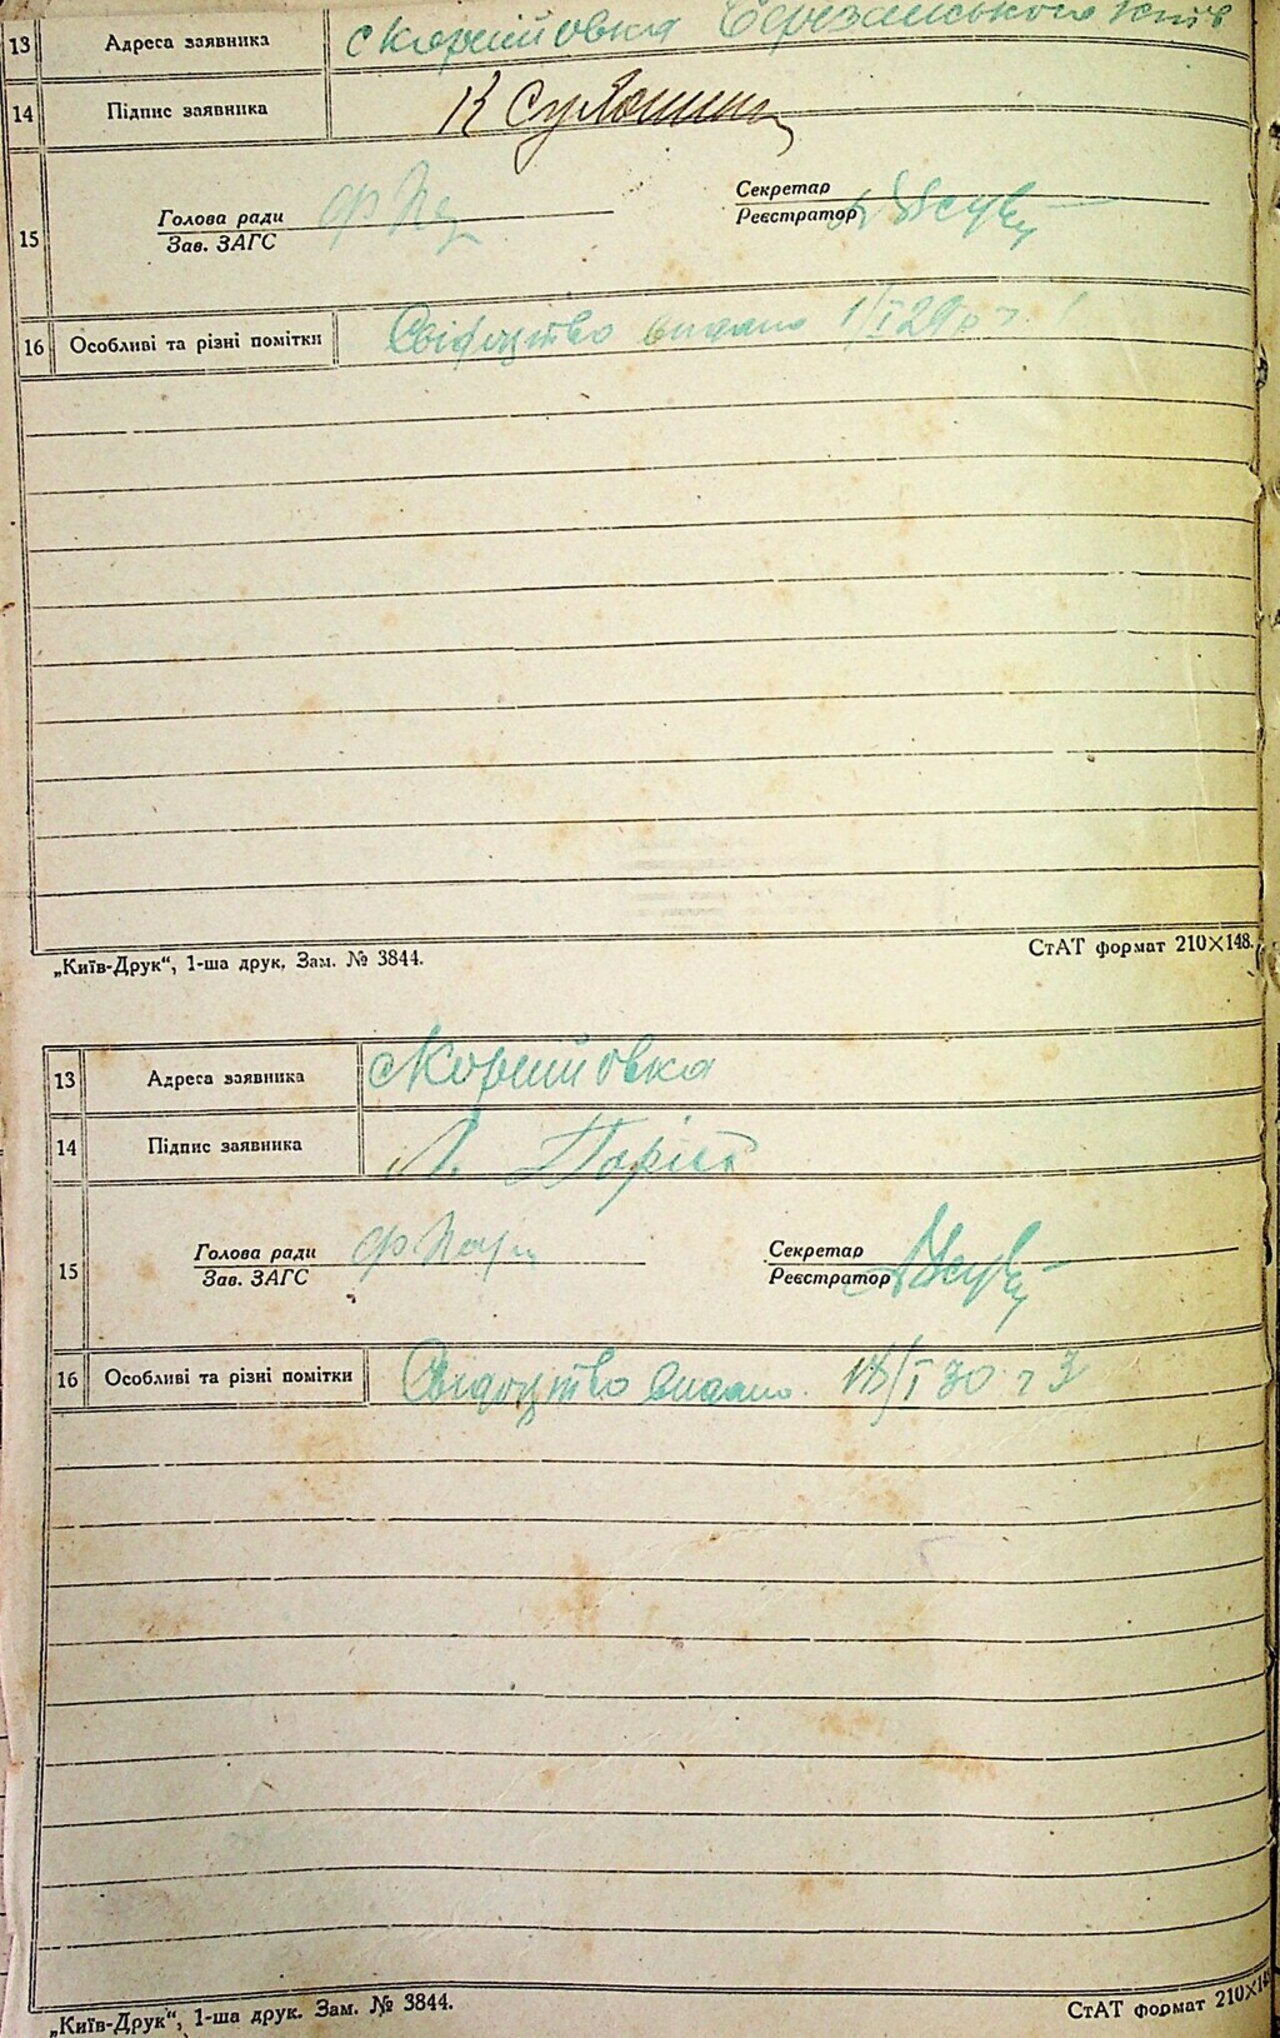 13 Адреса заявника с Корнійовка Березанського
14 Підпис заявника К
15 Голова ради Секретар
Зав. ЗАГС Реєстратор
16 Особливі та різні помітки Свідоцтво видано 1/I 29р
„Київ-Друк“, 1-ша друк. Зам. № 3844. СтАТ формат 210×148.
13 Адреса заявника с Корнійовка
14 Підпис заявника Л.
15 Голова ради Секретар
Зав. ЗАГС Реєстратор
16 Особливі та різні помітки Свідоцтво видано
„Київ-Друк“, 1-ша друк. Зам. № 3844. СтАТ формат